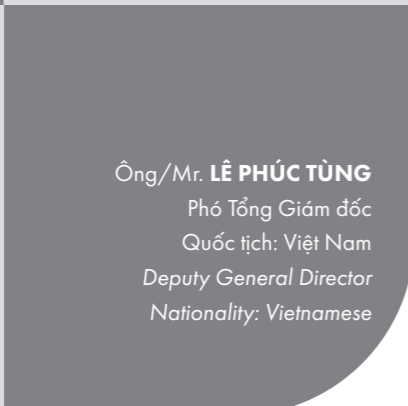 Ông/Mr. LÊ PHÚC TÙNG
Phó Tổng Giám đốc
Quốc tịch: Việt Nam
Deputy General Director
Nationality: Vietnamese